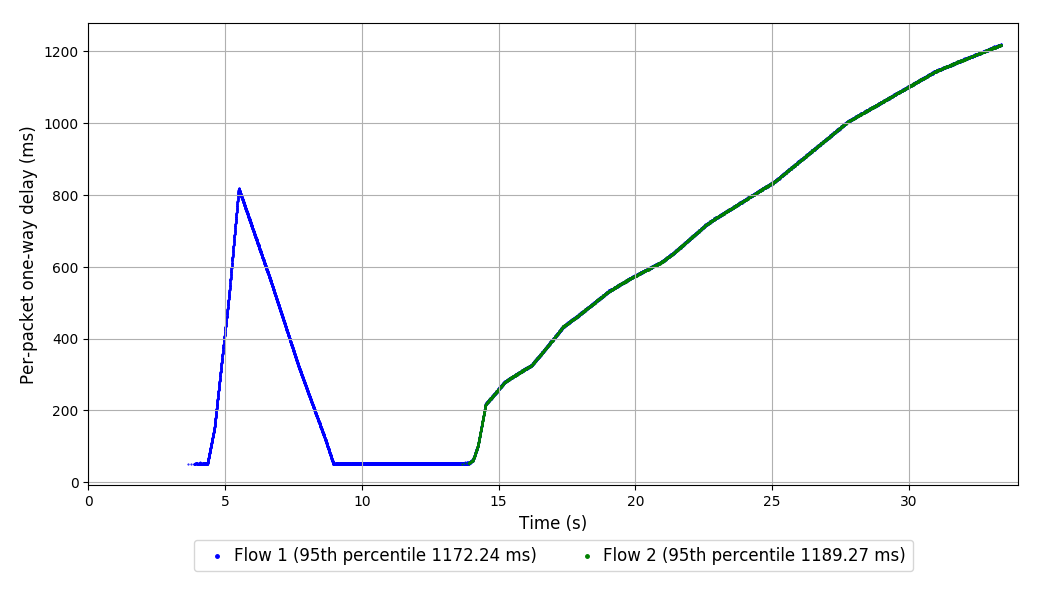 Per-packet one-way delay (ms)
1200
1000
800
600
400
200
0
0 5 10 15 20 25 30
Time (s)
Flow 1 (95th percentile 1172.24 ms) Flow 2 (95th percentile 1189.27 ms)